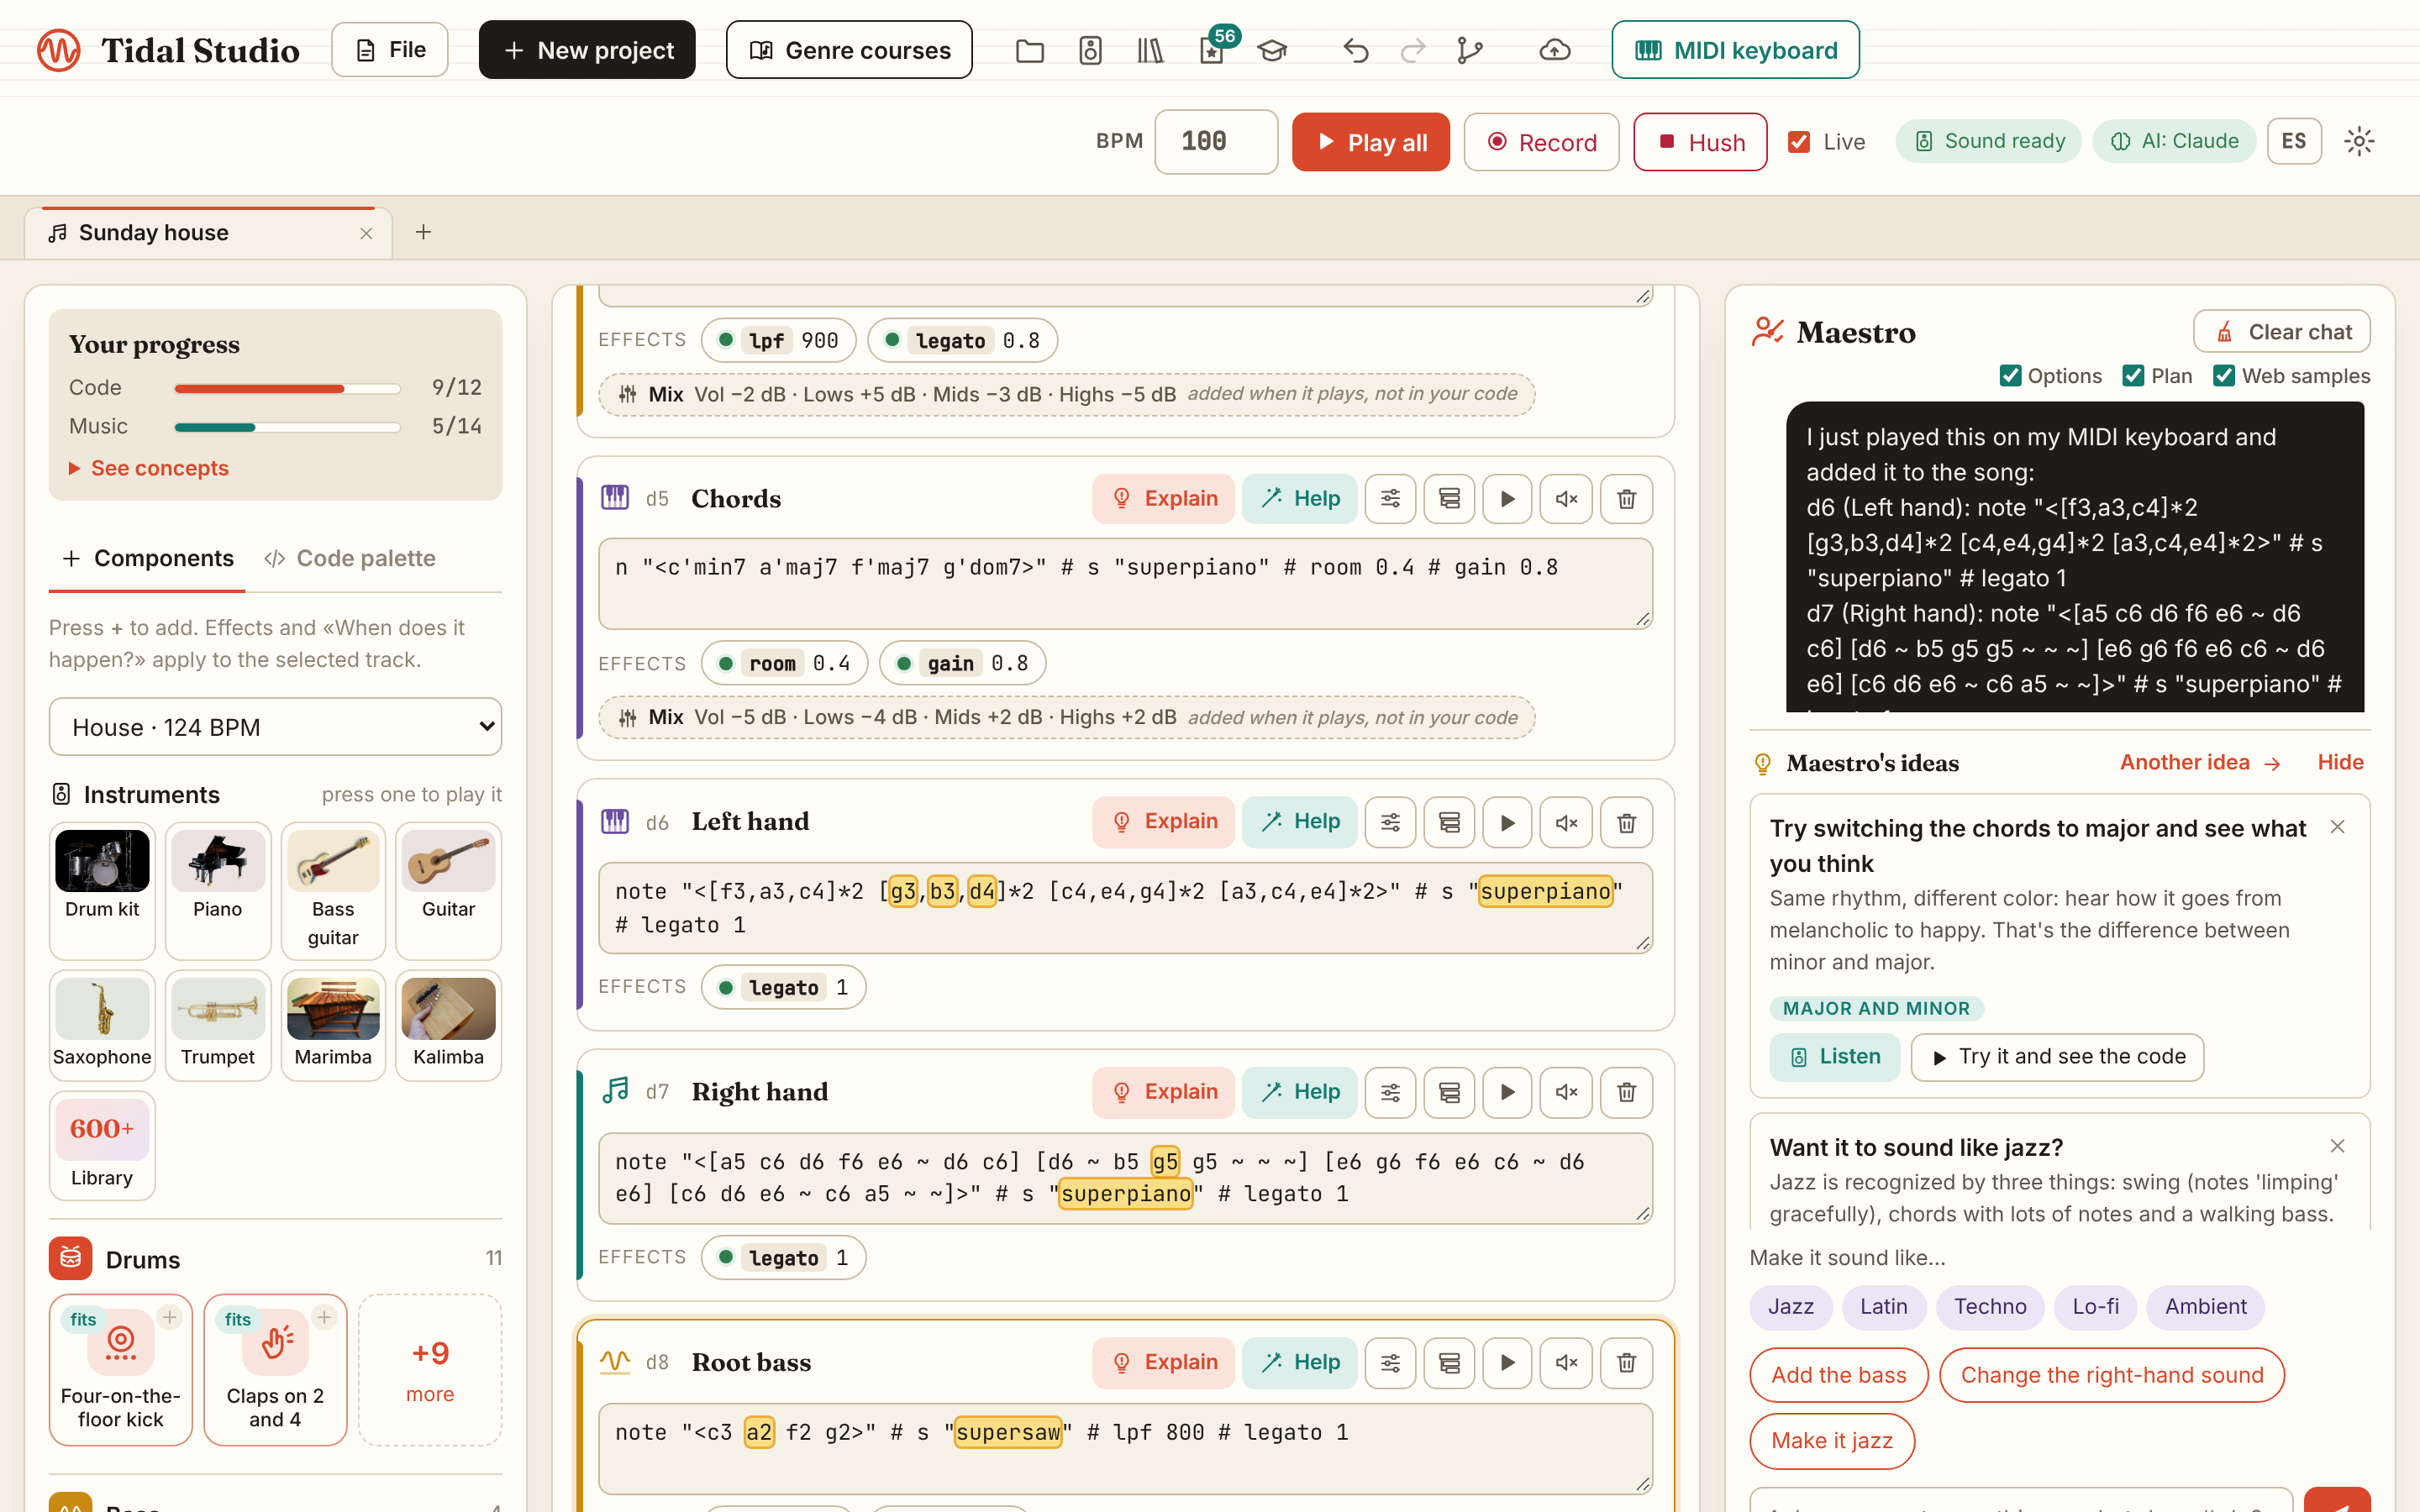 Tidal Studio
File
+ New project
Genre courses
56
MIDI keyboard
BPM
100
Play all
Record
Hush
Live
Sound ready
AI: Claude
ES
Sunday house
Your progress
Code 9/12
Music 5/14
See concepts
+ Components
</> Code palette
Press + to add. Effects and «When does it
happen?» apply to the selected track.
House · 124 BPM
Instruments
press one to play it
Drum kit
Piano
Bass
guitar
Guitar
Saxophone
Trumpet
Marimba
Kalimba
600+
Library
Drums
11
fits
Four-on-the-
floor kick
fits
Claps on 2
and 4
+9
more
EFFECTS lpf 900 legato 0.8
Mix Vol −2 dB · Lows +5 dB · Mids −3 dB · Highs −5 dB added when it plays, not in your code
d5 Chords
Explain
Help
n "<c'min7 a'maj7 f'maj7 g'dom7>" # s "superpiano" # room 0.4 # gain 0.8
EFFECTS room 0.4 gain 0.8
Mix Vol −5 dB · Lows −4 dB · Mids +2 dB · Highs +2 dB added when it plays, not in your code
d6 Left hand
Explain
Help
note "<[f3,a3,c4]*2 [g3,b3,d4]*2 [c4,e4,g4]*2 [a3,c4,e4]*2>" # s "superpiano"
# legato 1
EFFECTS legato 1
d7 Right hand
Explain
Help
note "<[a5 c6 d6 f6 e6 ~ d6 c6] [d6 ~ b5 g5 g5 ~ ~ ~] [e6 g6 f6 e6 c6 ~ d6
e6] [c6 d6 e6 ~ c6 a5 ~ ~]>" # s "superpiano" # legato 1
EFFECTS legato 1
d8 Root bass
Explain
Help
note "<c3 a2 f2 g2>" # s "supersaw" # lpf 800 # legato 1
Maestro
Clear chat
Options
Plan
Web samples
I just played this on my MIDI keyboard and
added it to the song:
d6 (Left hand): note "<[f3,a3,c4]*2
[g3,b3,d4]*2 [c4,e4,g4]*2 [a3,c4,e4]*2>" # s
"superpiano" # legato 1
d7 (Right hand): note "<[a5 c6 d6 f6 e6 ~ d6
c6] [d6 ~ b5 g5 g5 ~ ~ ~] [e6 g6 f6 e6 c6 ~ d6
e6] [c6 d6 e6 ~ c6 a5 ~ ~]>" # s "superpiano" #
Maestro's ideas
Another idea →
Hide
Try switching the chords to major and see what
you think
Same rhythm, different color: hear how it goes from
melancholic to happy. That's the difference between
minor and major.
MAJOR AND MINOR
Listen
Try it and see the code
Want it to sound like jazz?
Jazz is recognized by three things: swing (notes 'limping'
gracefully), chords with lots of notes and a walking bass.
Make it sound like...
Jazz
Latin
Techno
Lo-fi
Ambient
Add the bass
Change the right-hand sound
Make it jazz